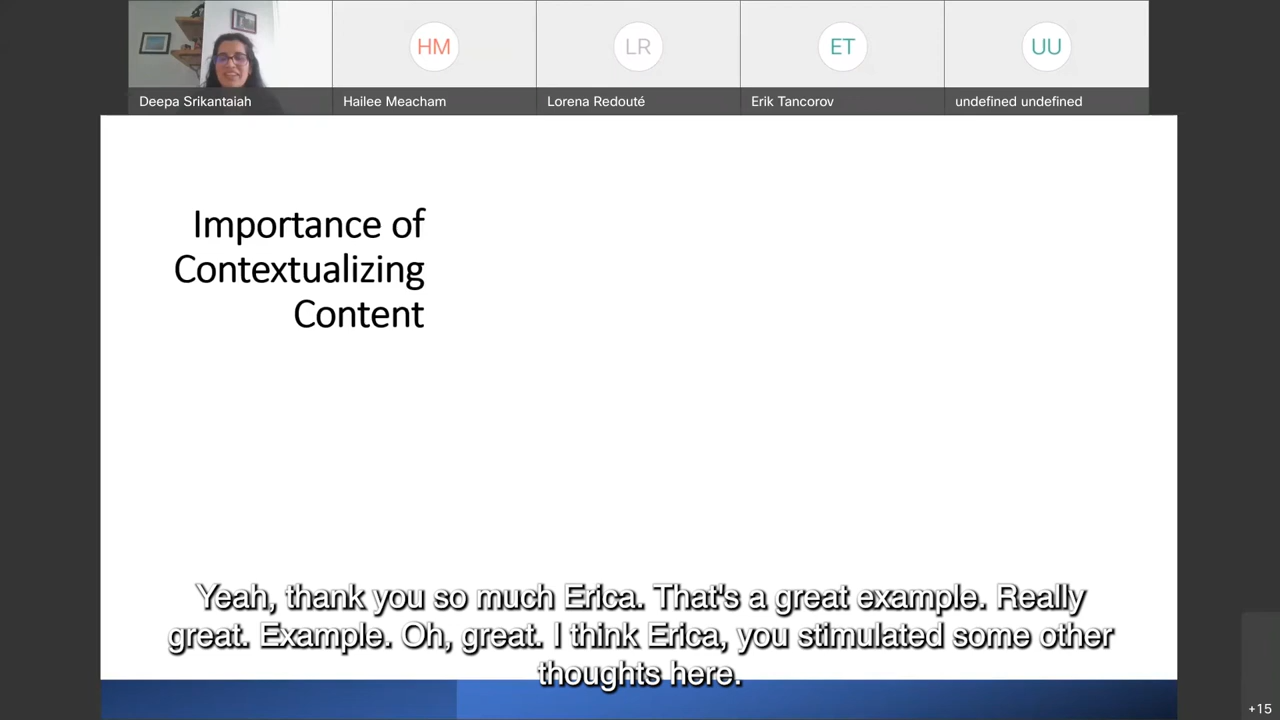 HM
LR
ET
UU
Deepa Srikantaiah
Hailee Meacham
Lorena Redouté
Erik Tancorov
undefined undefined
Importance of
Contextualizing
Content
Yeah, thank you so much Erica. That's a great example. Really
great. Example. Oh, great. I think Erica, you stimulated some other
thoughts here.
+15